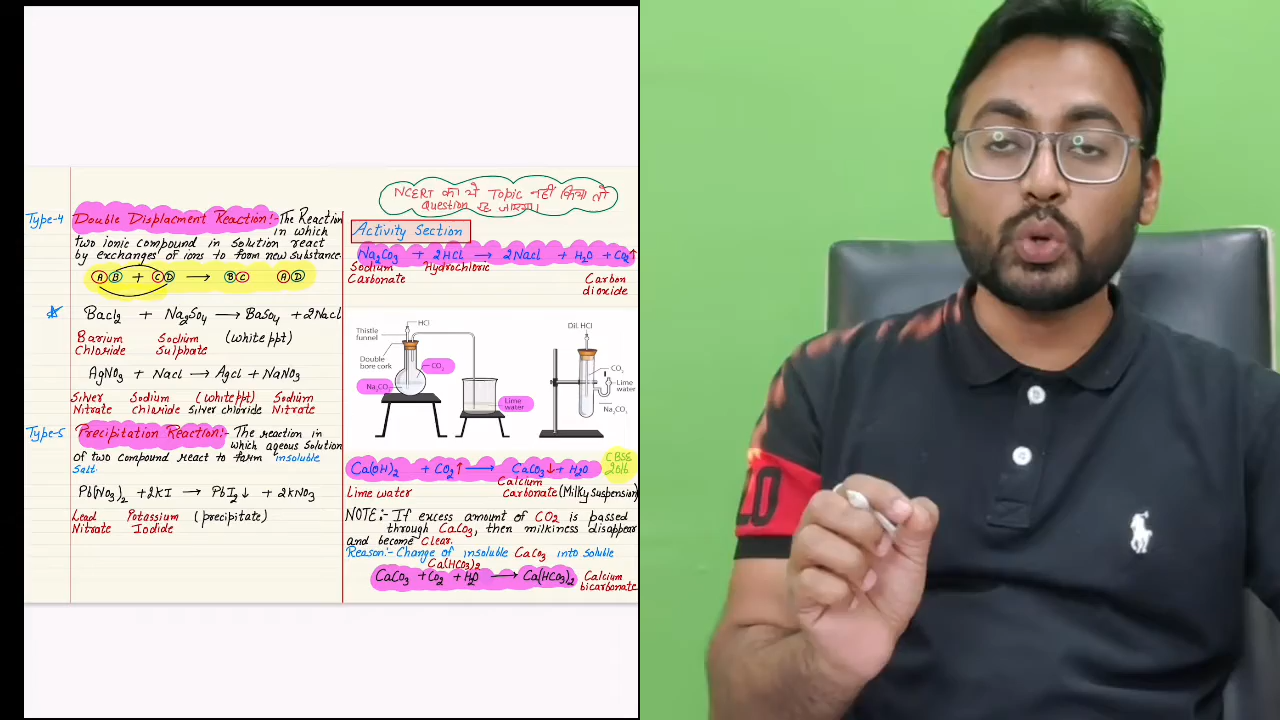 Type-4
Double Displacment Reaction:- The Reaction
in which
two ionic compound in solution react
by exchanges of ions to form new substance.
AB + CD → BC AD
Bacl2 + Na2SO4 → BaSO4 + 2Nacl
Barium Sodium (white ppt)
Chloride Sulphate
AgNO3 + Nacl → Agcl + NaNO3
Silver Sodium (white ppt) Sodium
Nitrate Chloride Silver chloride Nitrate
Type-5
Precipitation Reaction:- The reaction in
which aqueous Solution
of two compound react to form insoluble
Salt.
Pb(NO3)2 + 2KI → PbI2↓ + 2KNO3
Lead Potassium (precipitate)
Nitrate Iodide
NCERT का ये Topic नहीं किया तो
Question रह जाएगा।
Activity Section
Na2CO3 + 2HCl → 2Nacl + H2O + CO2↑
Sodium Hydrochloric
Carbonate Carbon
dioxide
HCl
Thistle
funnel
Double
bore cork
CO2
Na2CO3
Lime
water
Dil. HCl
CO2
Lime
water
Na2CO3
CBSE
2016
Ca(OH)2 + CO2↑ → CaCO3↓ + H2O
Lime water Calcium
Carbonate (Milky Suspension)
NOTE:- If excess amount of CO2 is passed
through CaCO3, then milkiness disappear
and become Clear.
Reason:- Change of insoluble CaCO3 into soluble
Ca(HCO3)2
CaCO3 + CO2 + H2O → Ca(HCO3)2 Calcium
bicarbonate